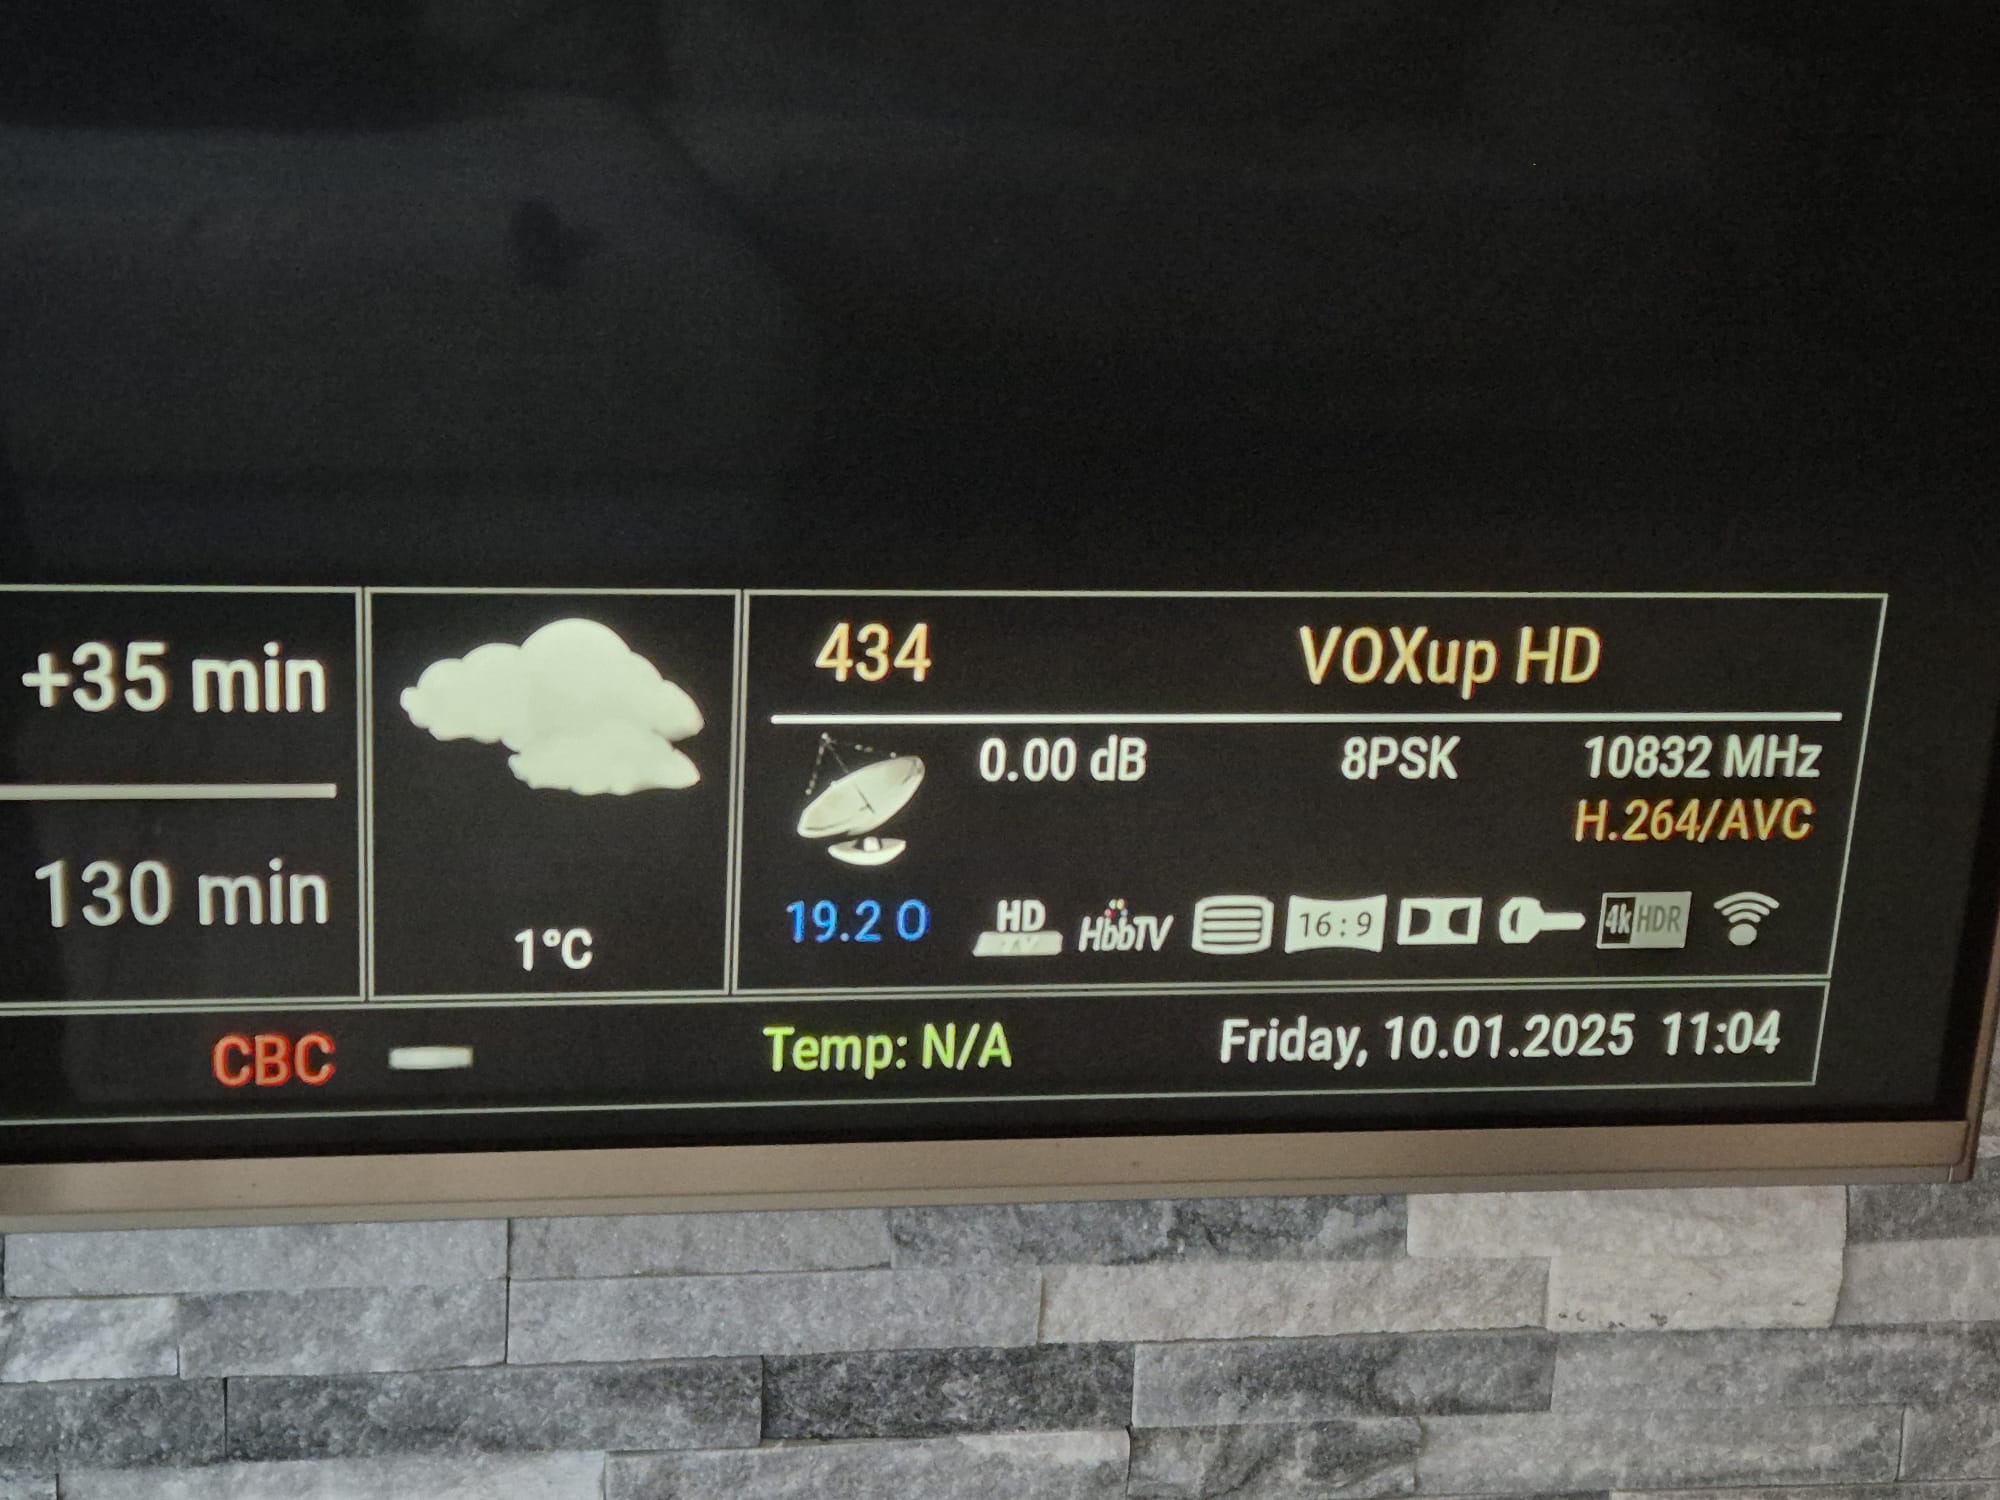 +35 min
130 min
1°C
434 VOXup HD
0.00 dB 8PSK 10832 MHz
H.264/AVC
19.2 O HD HbbTV 16:9 4k HDR
CBC Temp: N/A Friday, 10.01.2025 11:04